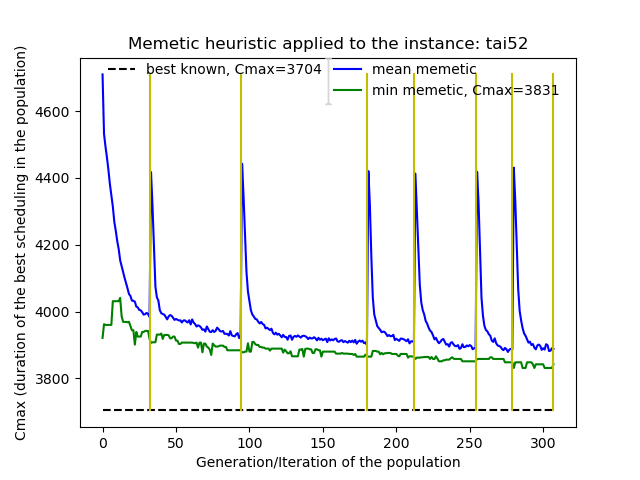 Memetic heuristic applied to the instance: tai52
best known, Cmax=3704
mean memetic
min memetic, Cmax=3831
Cmax (duration of the best scheduling in the population)
4600
4400
4200
4000
3800
0 50 100 150 200 250 300
Generation/Iteration of the population